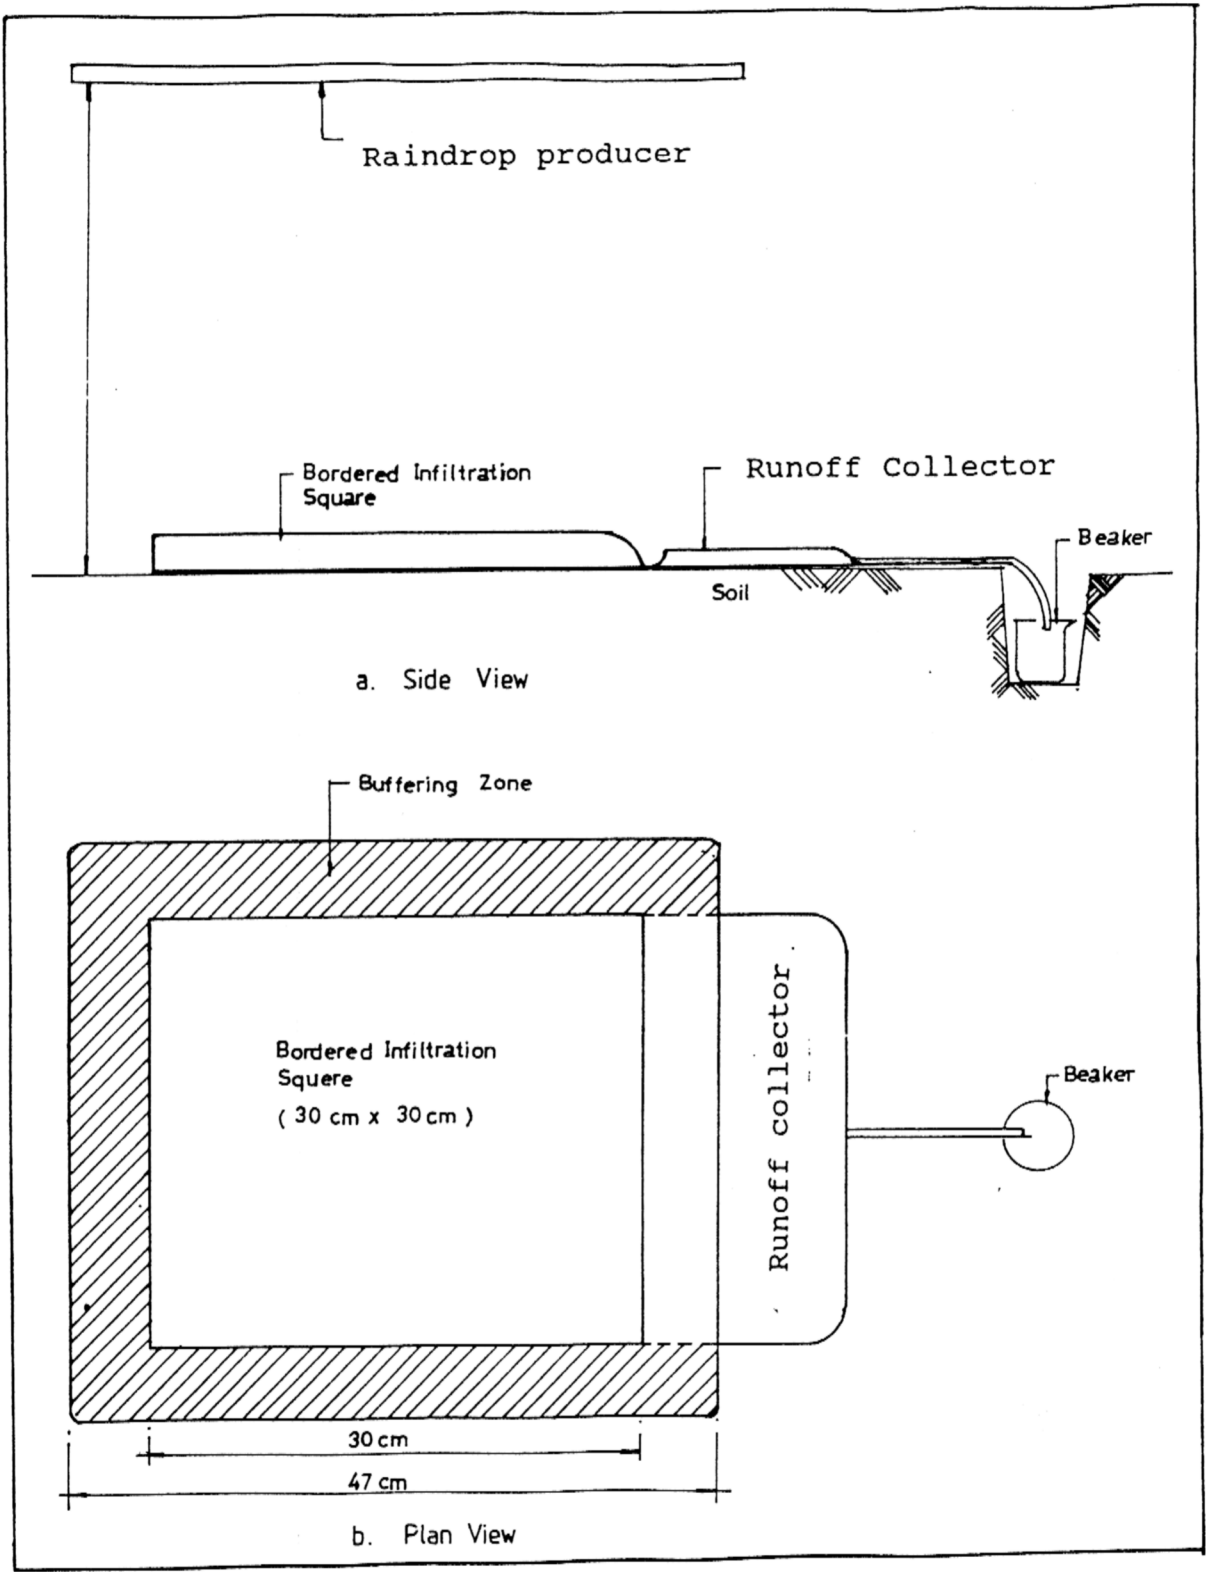 Raindrop producer
Bordered Infiltration
Square
Runoff Collector
Beaker
Soil
a. Side View
Buffering Zone
Bordered Infiltration
Squere
( 30 cm x 30 cm )
Runoff collector
Beaker
30 cm
47 cm
b. Plan View